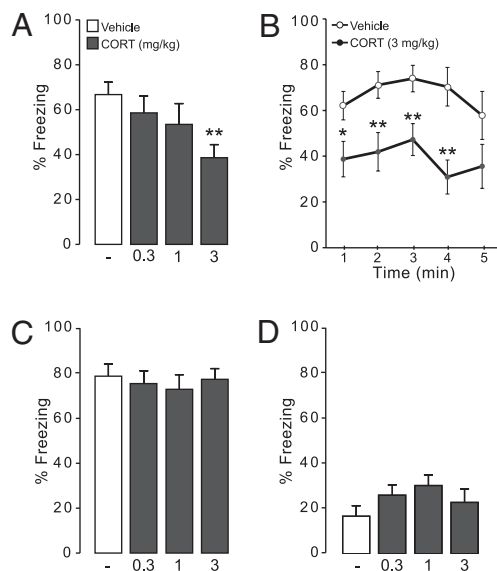 A
Vehicle
CORT (mg/kg)
% Freezing
100
80
60
40
20
0
**
- 0.3 1 3
B
Vehicle
CORT (3 mg/kg)
% Freezing
100
80
60
40
20
0
* ** ** **
1 2 3 4 5
Time (min)
C
% Freezing
100
80
60
40
20
0
- 0.3 1 3
D
% Freezing
100
80
60
40
20
0
- 0.3 1 3